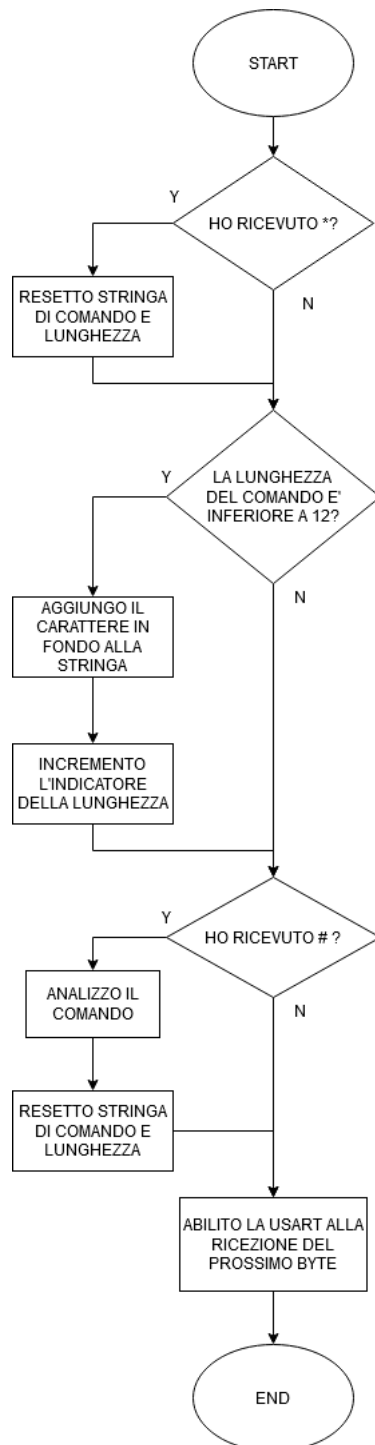 START
HO RICEVUTO *?
Y
N
RESETTO STRINGA
DI COMANDO E
LUNGHEZZA
LA LUNGHEZZA
DEL COMANDO E'
INFERIORE A 12?
Y
N
AGGIUNGO IL
CARATTERE IN
FONDO ALLA
STRINGA
INCREMENTO
L'INDICATORE
DELLA LUNGHEZZA
HO RICEVUTO # ?
Y
N
ANALIZZO IL
COMANDO
RESETTO STRINGA
DI COMANDO E
LUNGHEZZA
ABILITO LA USART ALLA
RICEZIONE DEL
PROSSIMO BYTE
END